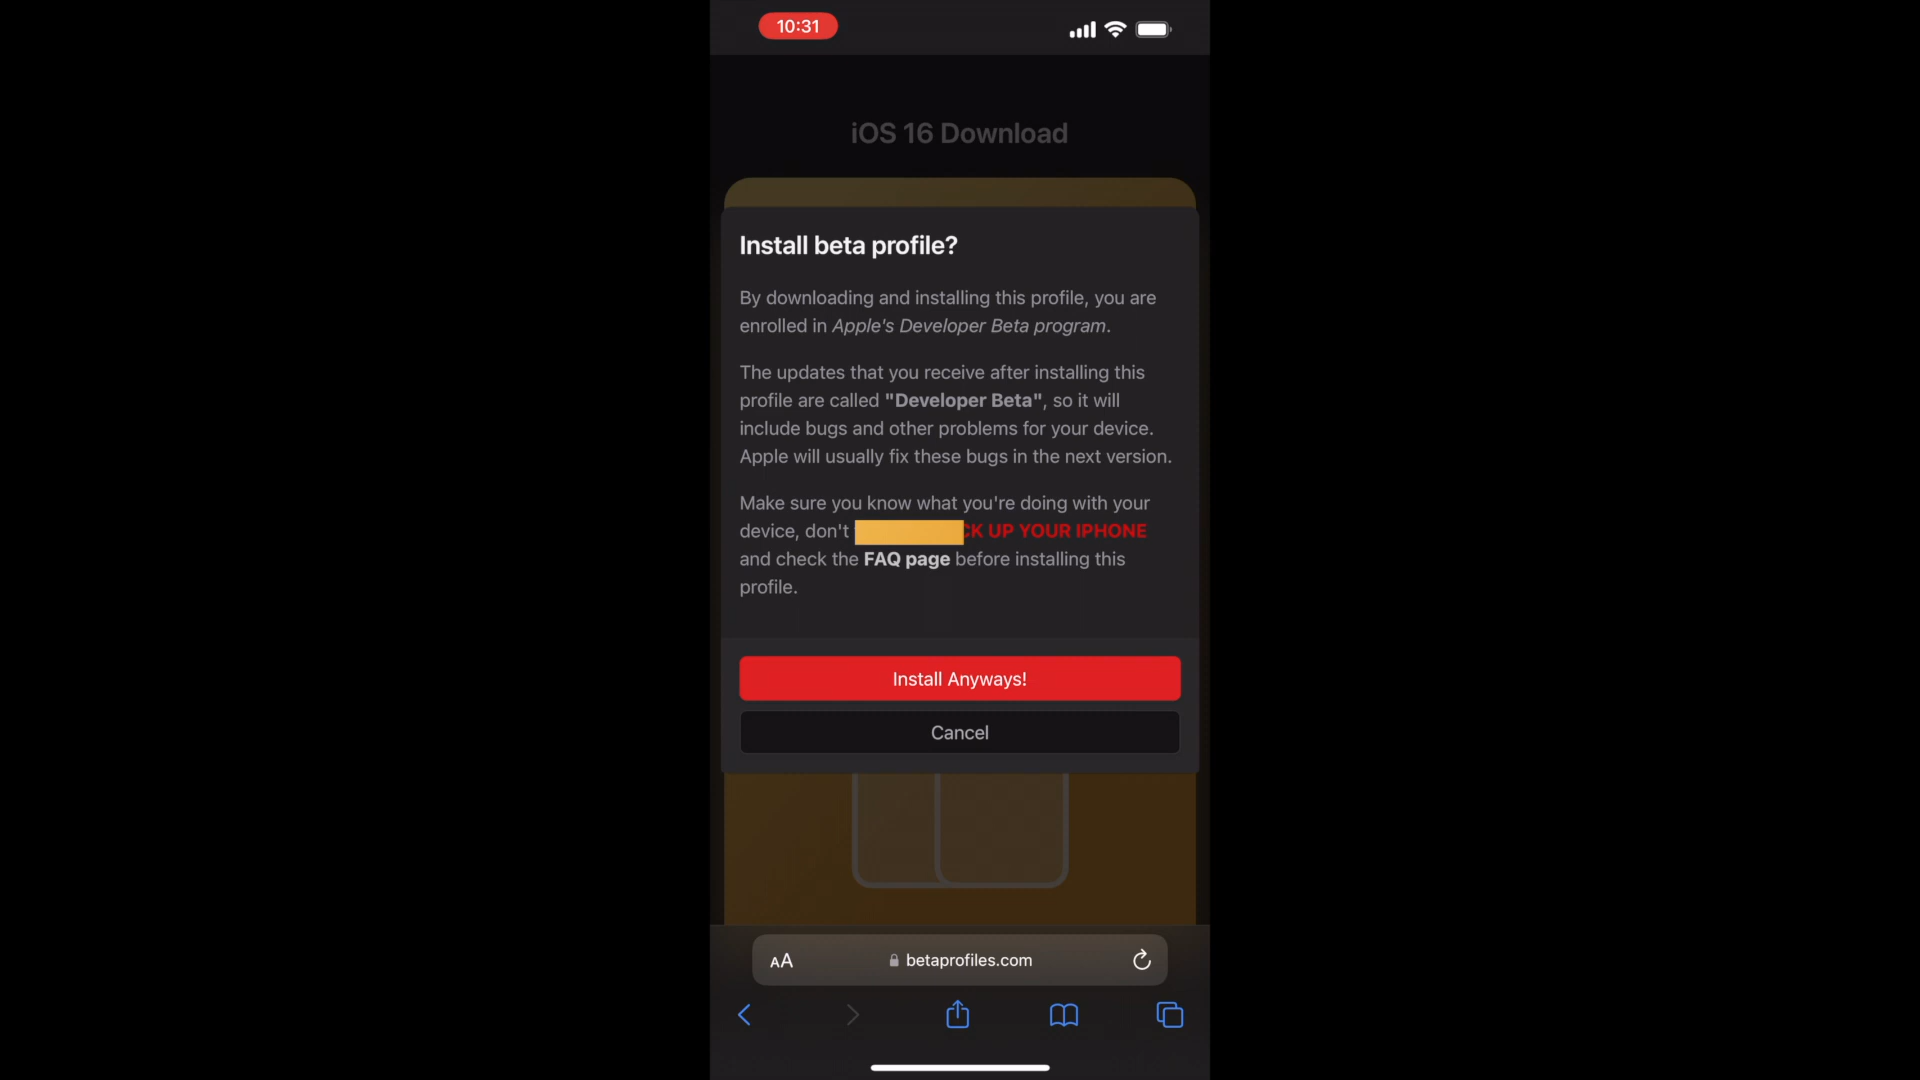 10:31
iOS 16 Download
Install beta profile?
By downloading and installing this profile, you are
enrolled in Apple's Developer Beta program.
The updates that you receive after installing this
profile are called "Developer Beta", so it will
include bugs and other problems for your device.
Apple will usually fix these bugs in the next version.
Make sure you know what you're doing with your
device, don't UP YOUR IPHONE
and check the FAQ page before installing this
profile.
Install Anyways!
Cancel
AA
betaprofiles.com